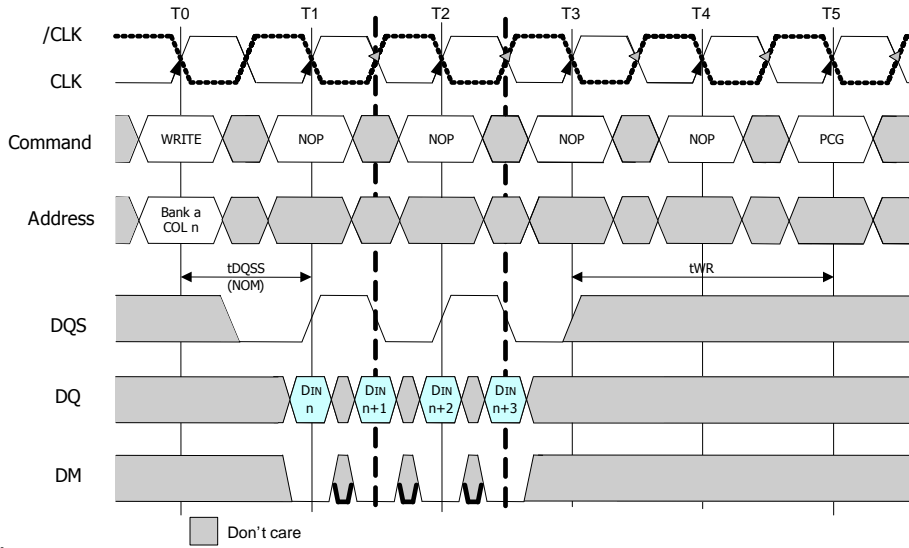 T0 T1 T2 T3 T4 T5
/CLK
CLK
Command WRITE NOP NOP NOP NOP PCG
Address Bank a
COL n
tDQSS
(NOM)
tWR
DQS
DQ DIN
n DIN
n+1 DIN
n+2 DIN
n+3
DM
Don't care